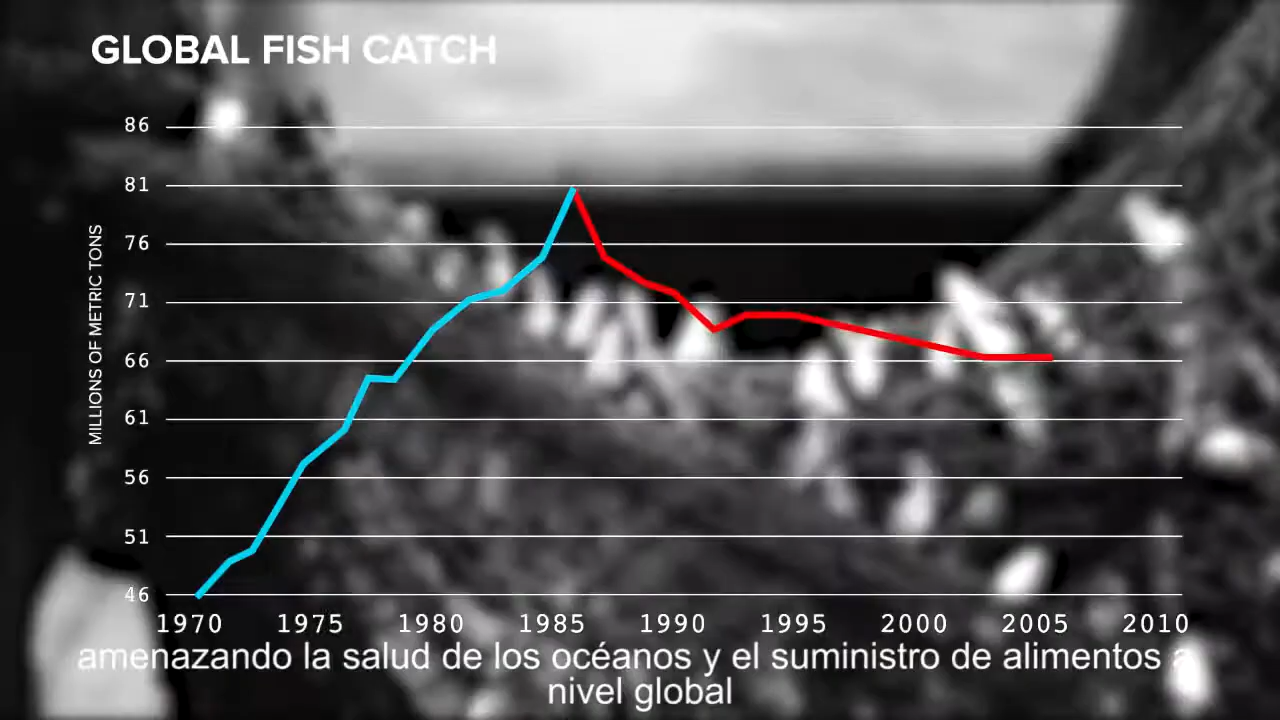 GLOBAL FISH CATCH
86
81
76
71
66
61
56
51
46
MILLIONS OF METRIC TONS
1970 1975 1980 1985 1990 1995 2000 2005 2010
amenazando la salud de los océanos y el suministro de alimentos a
nivel global